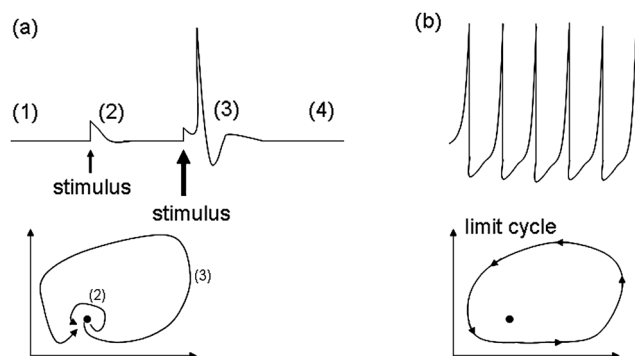 (a)
(1)
(2)
(3)
(4)
stimulus
stimulus
(2)
(3)
(b)
limit cycle